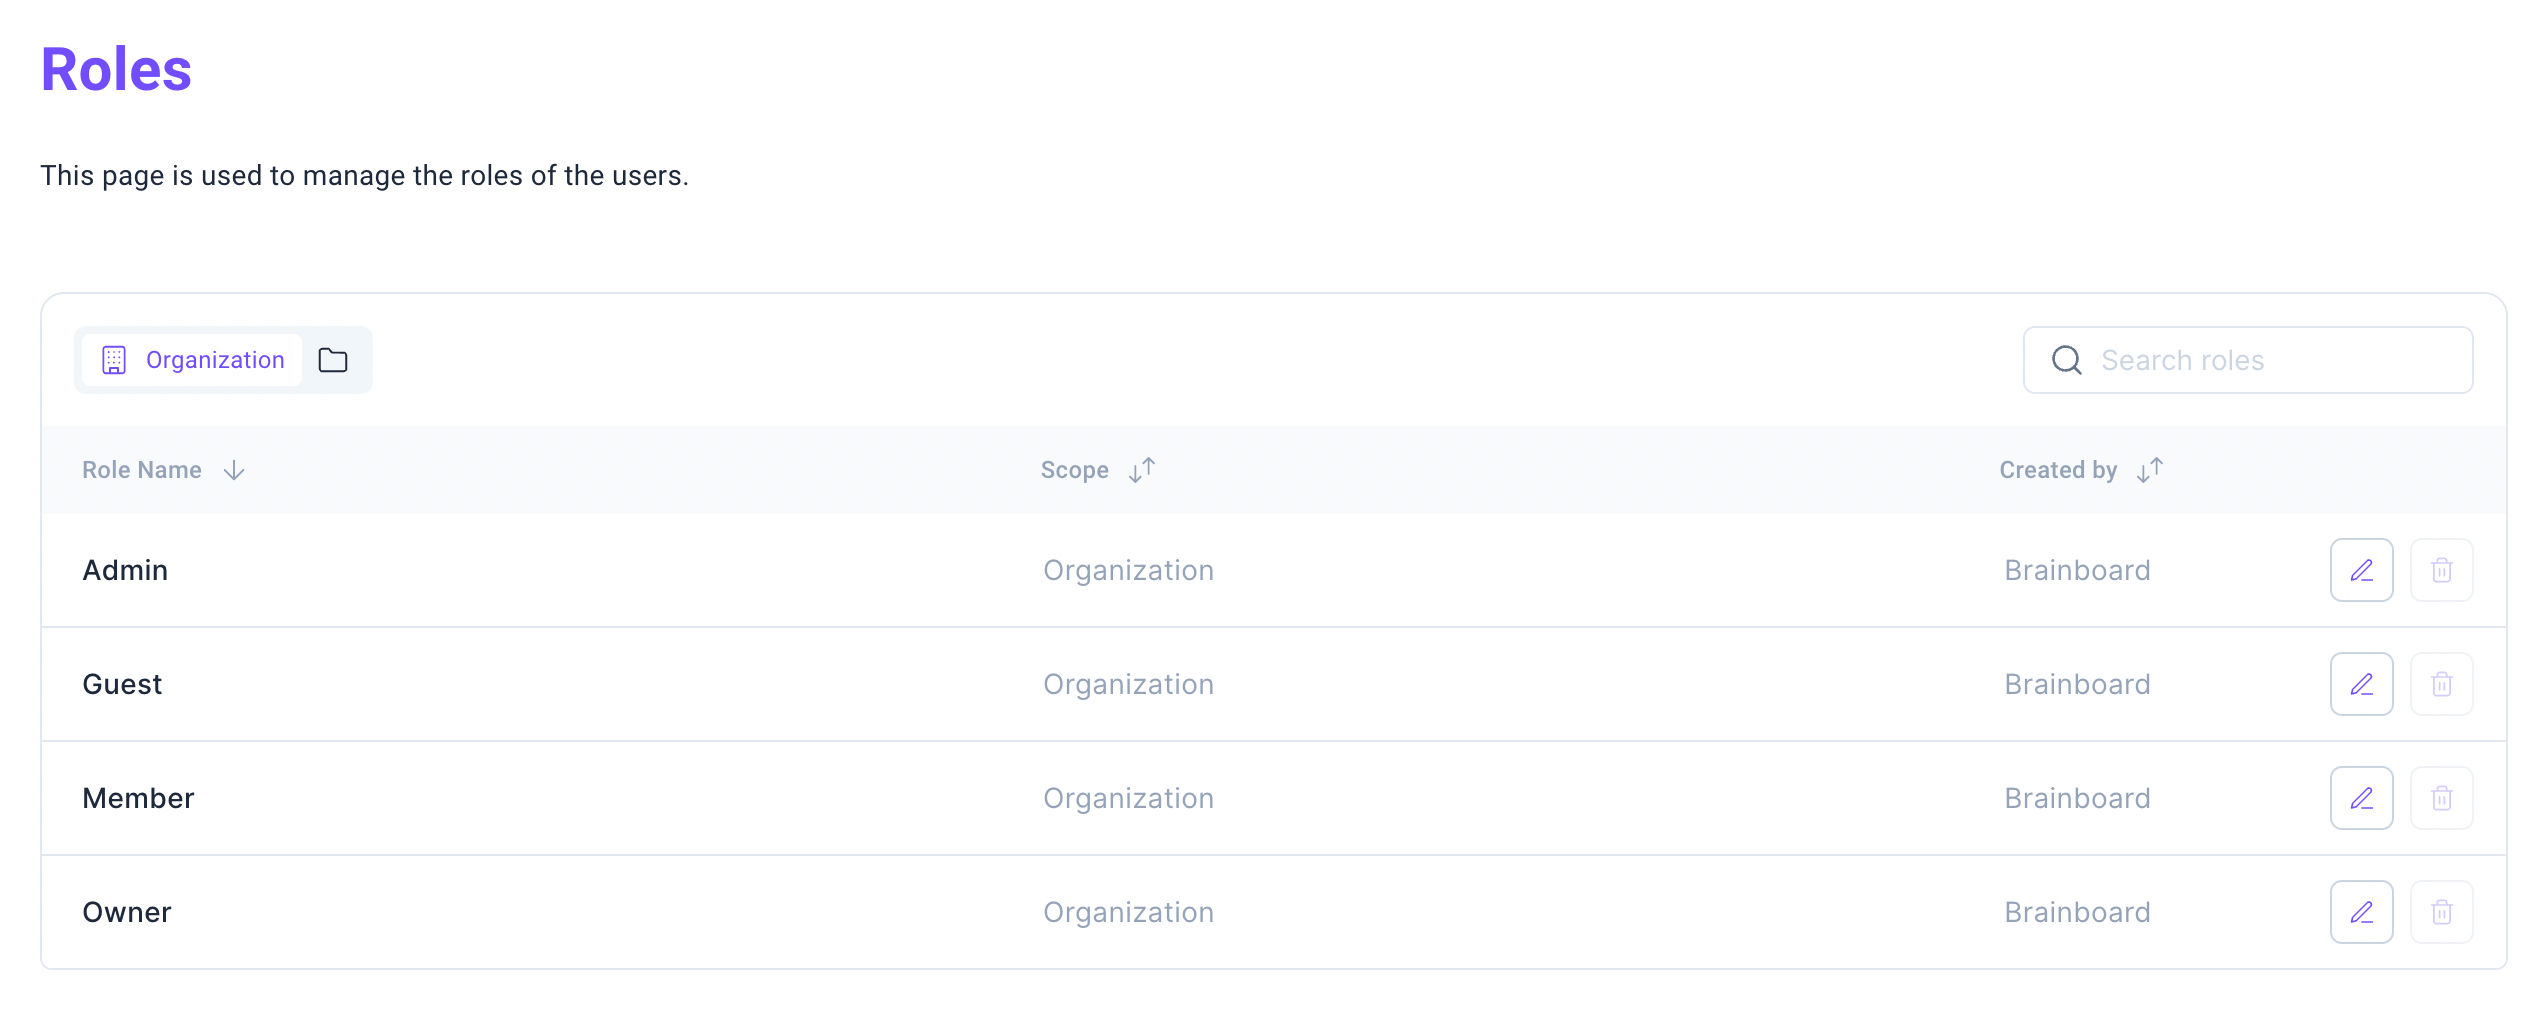 Roles
This page is used to manage the roles of the users.
Organization
Search roles
Role Name Scope Created by
Admin Organization Brainboard
Guest Organization Brainboard
Member Organization Brainboard
Owner Organization Brainboard